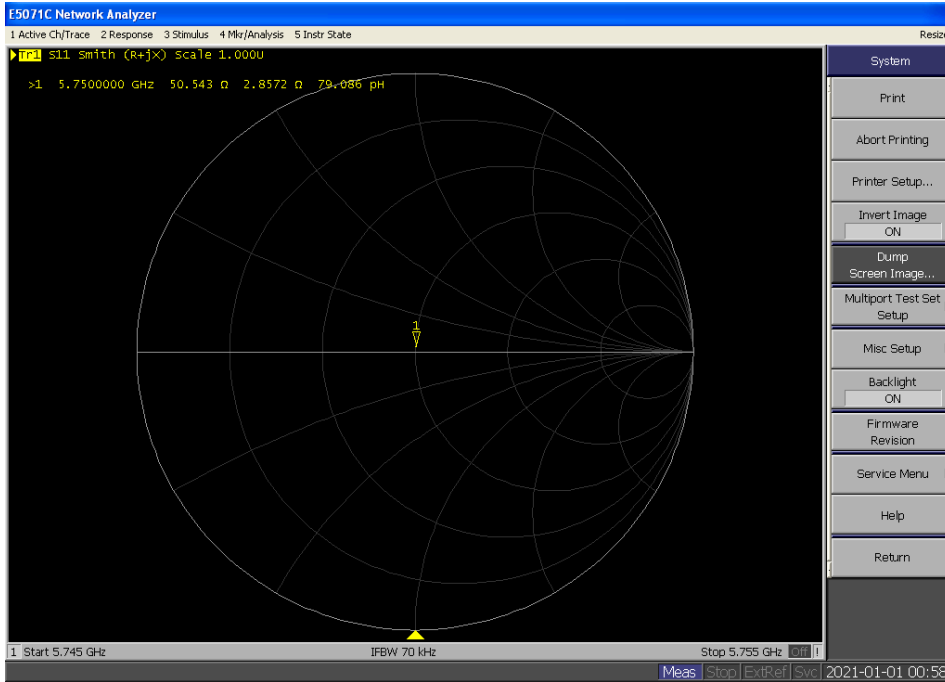 E5071C Network Analyzer
1 Active Ch/Trace 2 Response 3 Stimulus 4 Mkr/Analysis 5 Instr State
Tr1 S11 Smith (R+jX) Scale 1.000U
>1 5.7500000 GHz 50.543 Ω 2.8572 Ω 79.086 pH
1
1 Start 5.745 GHz
IFBW 70 kHz
Stop 5.755 GHz Off !
Meas Stop ExtRef Svc 2021-01-01 00:58
System
Print
Abort Printing
Printer Setup...
Invert Image
ON
Dump
Screen Image...
Multiport Test Set
Setup
Misc Setup
Backlight
ON
Firmware
Revision
Service Menu
Help
Return